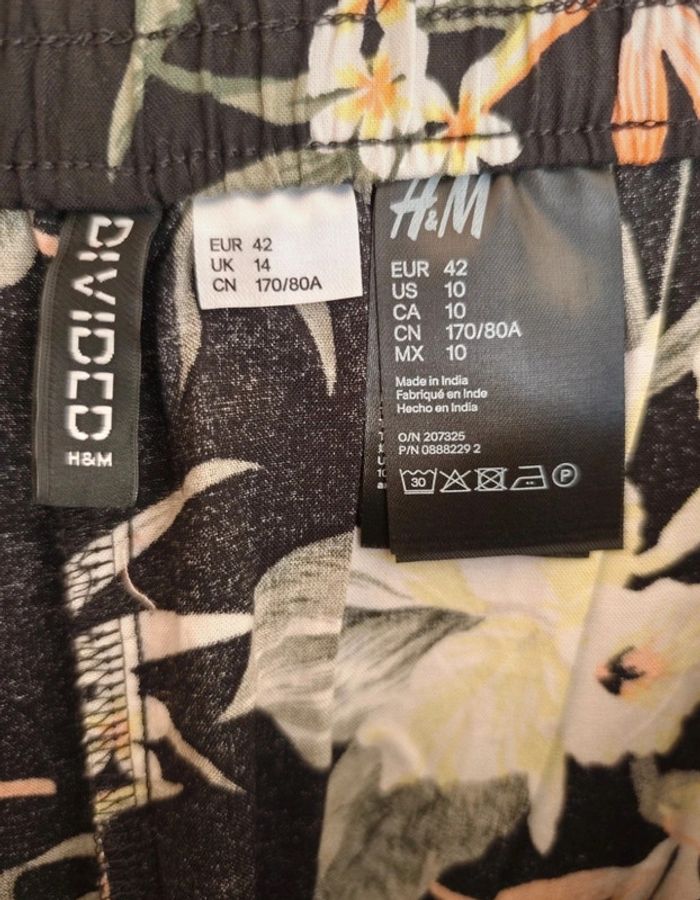 DIVIDED
H&M
EUR 42
UK 14
CN 170/80A
H&M
EUR 42
US 10
CA 10
CN 170/80A
MX 10
Made in India
Fabriqué en Inde
Hecho en India
O/N 207325
P/N 0888229 2
30
P